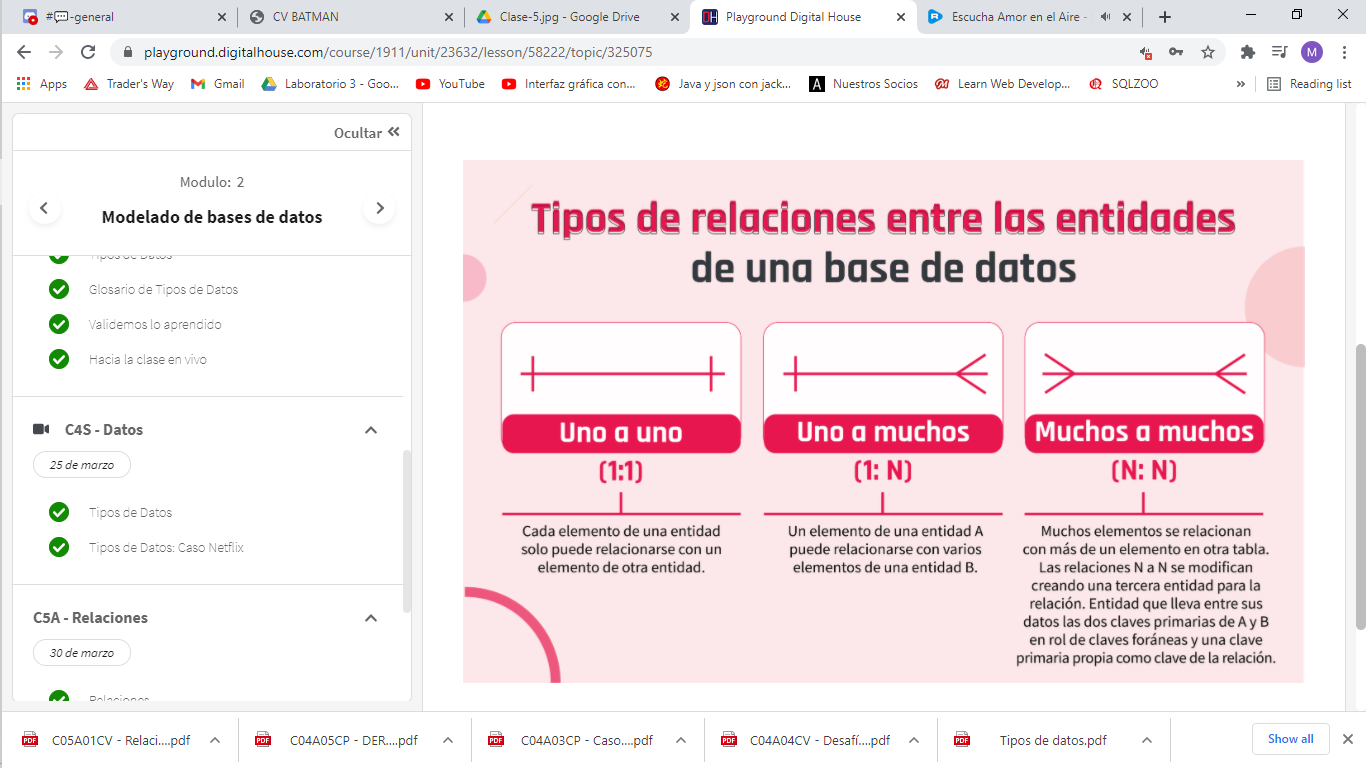 #💬-general
CV BATMAN
Clase-5.jpg - Google Drive
Playground Digital House
Escucha Amor en el Aire -
playground.digitalhouse.com/course/1911/unit/23632/lesson/58222/topic/325075
M
Apps
Trader's Way
Gmail
Laboratorio 3 - Goo...
YouTube
Interfaz gráfica con...
Java y json con jack...
Nuestros Socios
Learn Web Develop...
SQLZOO
»
Reading list
Ocultar
Modulo: 2
Modelado de bases de datos
Tipos de Datos
Glosario de Tipos de Datos
Validemos lo aprendido
Hacia la clase en vivo
C4S - Datos
25 de marzo
Tipos de Datos
Tipos de Datos: Caso Netflix
C5A - Relaciones
30 de marzo
Relaciones
Tipos de relaciones entre las entidades
de una base de datos
Uno a uno
(1:1)
Cada elemento de una entidad
solo puede relacionarse con un
elemento de otra entidad.
Uno a muchos
(1: N)
Un elemento de una entidad A
puede relacionarse con varios
elementos de una entidad B.
Muchos a muchos
(N: N)
Muchos elementos se relacionan
con más de un elemento en otra tabla.
Las relaciones N a N se modifican
creando una tercera entidad para la
relación. Entidad que lleva entre sus
datos las dos claves primarias de A y B
en rol de claves foráneas y una clave
primaria propia como clave de la relación.
C05A01CV - Relaci....pdf
C04A05CP - DER....pdf
C04A03CP - Caso....pdf
C04A04CV - Desafí....pdf
Tipos de datos.pdf
Show all